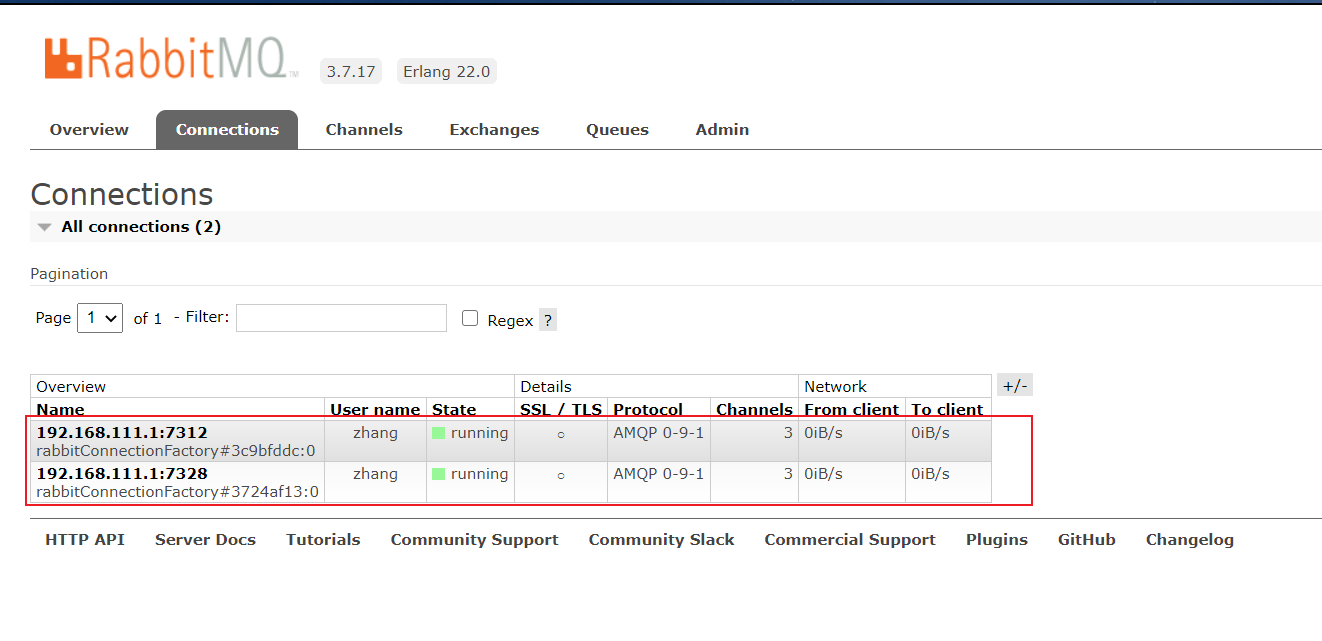 RabbitMQ TM 3.7.17 Erlang 22.0
Overview Connections Channels Exchanges Queues Admin
Connections
All connections (2)
Pagination
Page 1 of 1 - Filter: Regex ?
Overview Details Network +/-
Name User name State SSL / TLS Protocol Channels From client To client
192.168.111.1:7312 zhang running ○ AMQP 0-9-1 3 0iB/s 0iB/s
rabbitConnectionFactory#3c9bfddc:0
192.168.111.1:7328 zhang running ○ AMQP 0-9-1 3 0iB/s 0iB/s
rabbitConnectionFactory#3724af13:0
HTTP API Server Docs Tutorials Community Support Community Slack Commercial Support Plugins GitHub Changelog